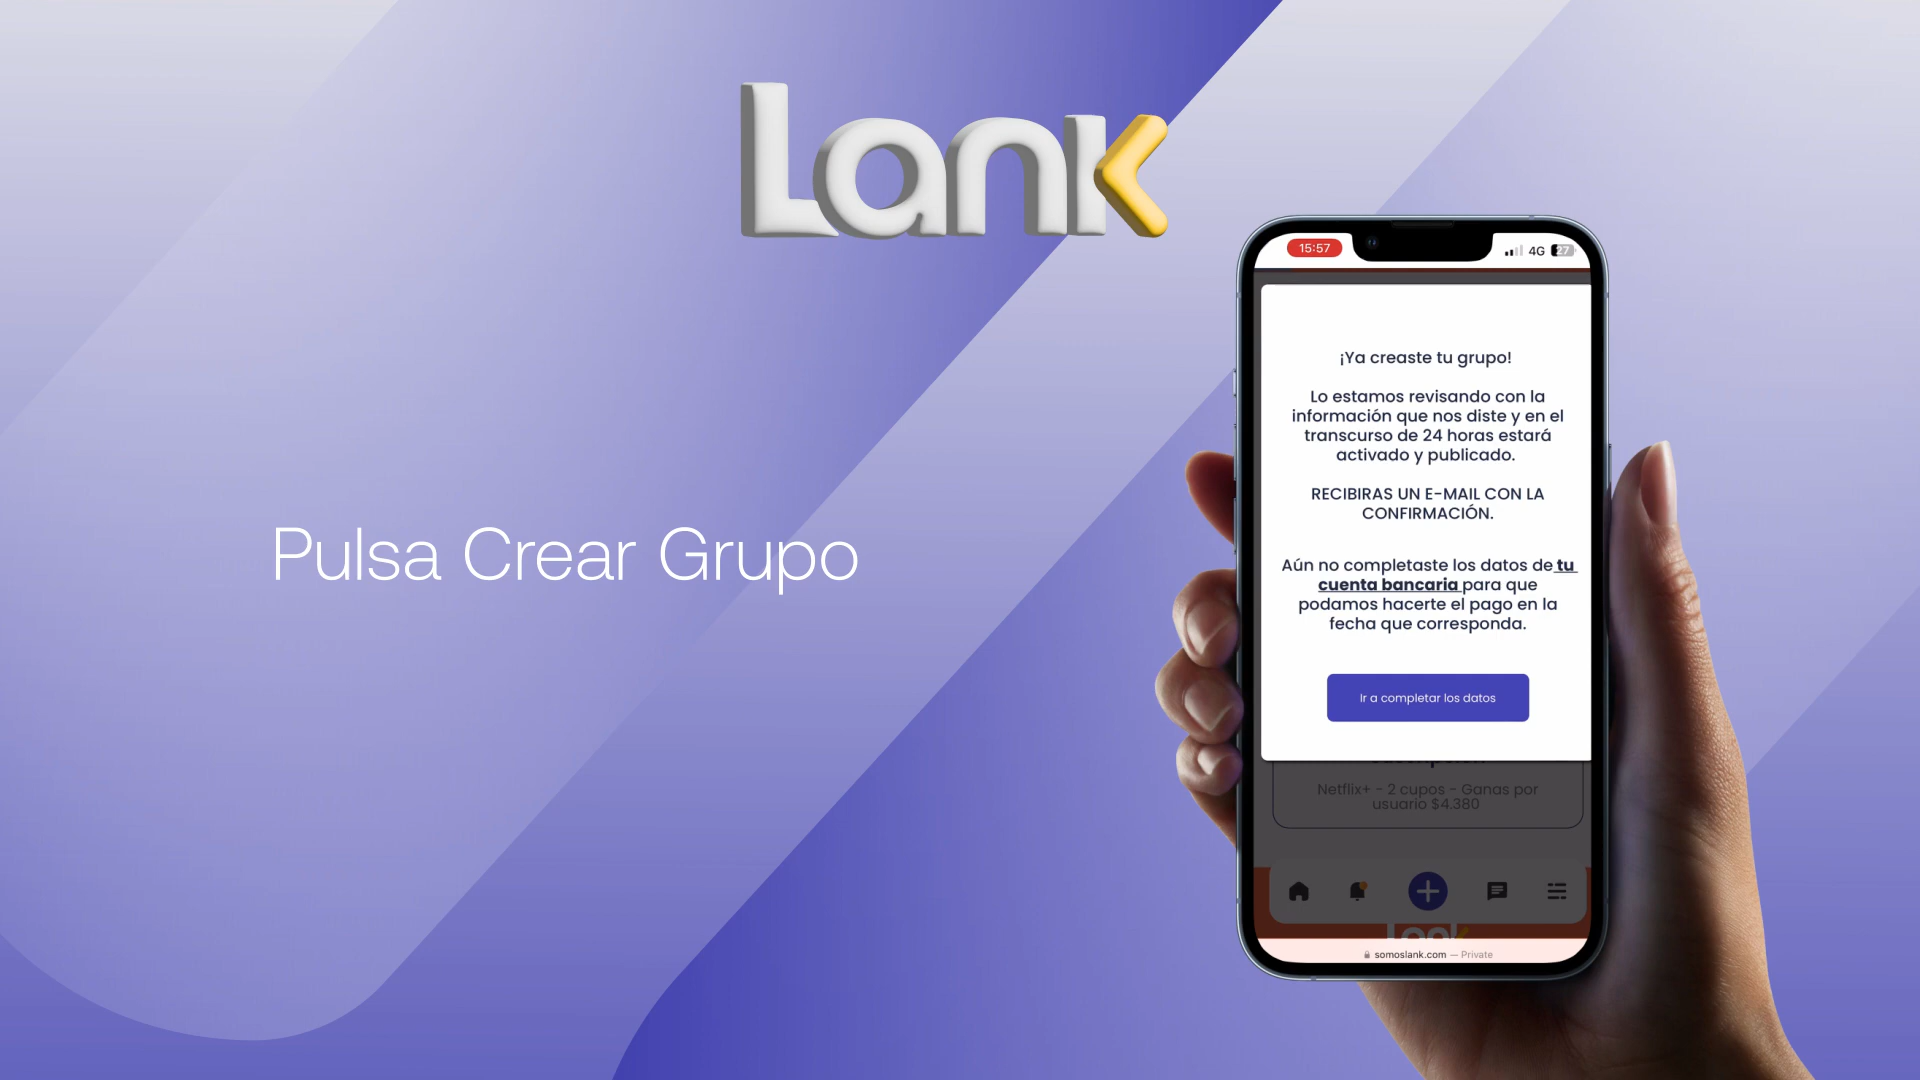 Lank
Pulsa Crear Grupo
15:57
4G
27
¡Ya creaste tu grupo!
Lo estamos revisando con la
información que nos diste y en el
transcurso de 24 horas estará
activado y publicado.
RECIBIRAS UN E-MAIL CON LA
CONFIRMACIÓN.
Aún no completaste los datos de tu
cuenta bancaria para que
podamos hacerte el pago en la
fecha que corresponda.
Ir a completar los datos
Netflix+ - 2 cupos - Ganas por
usuario $4.380
Lank
somoslank.com — Private